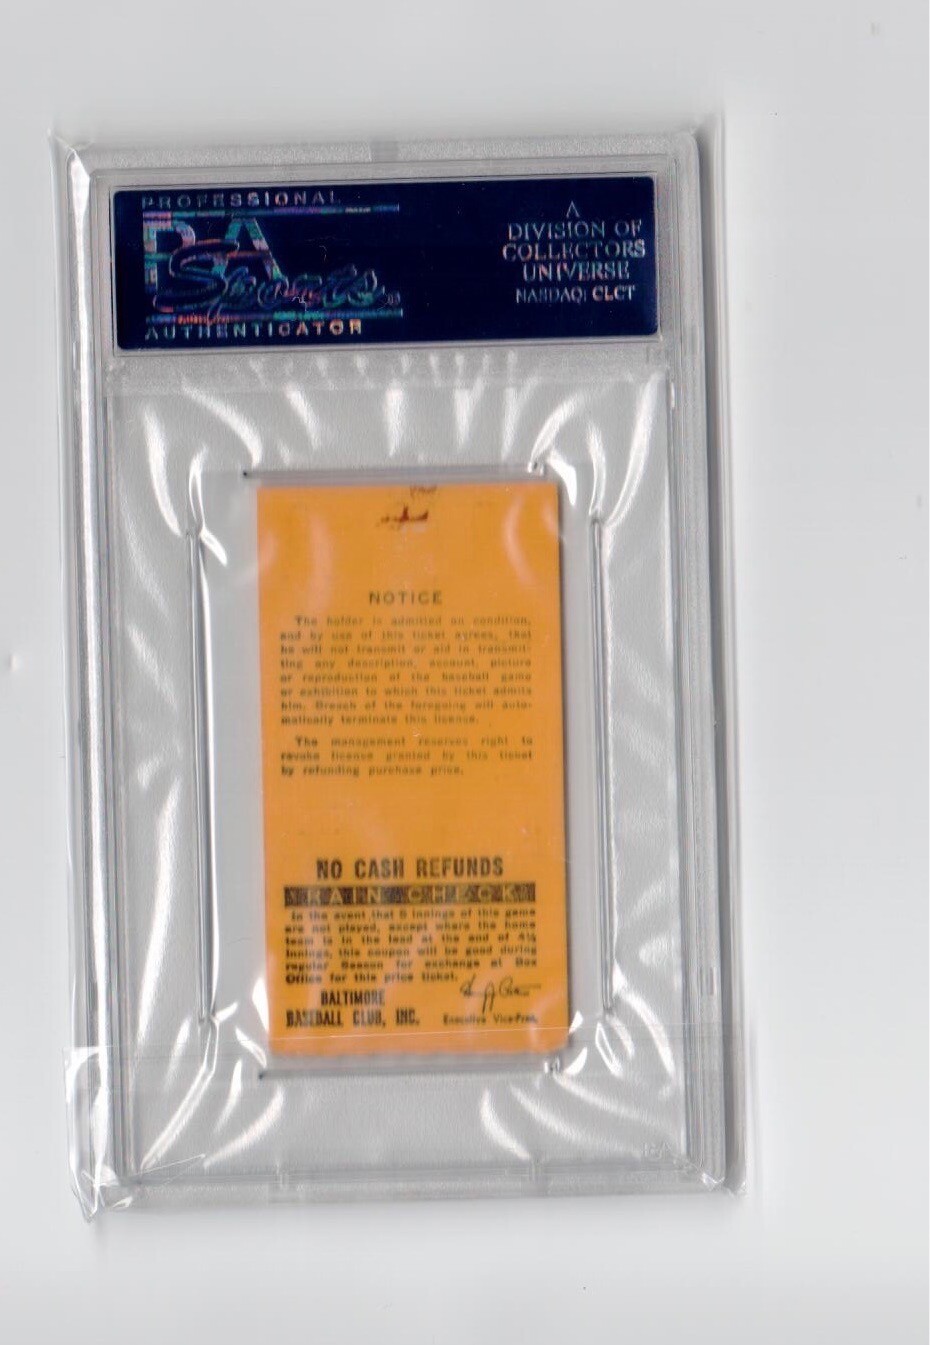 PROFESSIONAL
PSA
Sports
AUTHENTICATOR
A
DIVISION OF
COLLECTORS
UNIVERSE
NASDAQ: CLCT
NOTICE
The holder is admitted on condition,
and by use of this ticket agrees, that
he will not transmit or aid in transmit-
ting any description, account, picture
or reproduction of the baseball game
or exhibition to which this ticket admits
him. Breach of the foregoing will auto-
matically terminate this license.
The management reserves right to
revoke license granted by this ticket
by refunding purchase price.
NO CASH REFUNDS
RAIN CHECK
In the event that 5 innings of this game
are not played, except where the home
team is in the lead at the end of 4½
innings, this coupon will be good during
regular Season for exchange at Box
Office for this price ticket.
BALTIMORE
BASEBALL CLUB, INC.
Executive Vice-Pres.